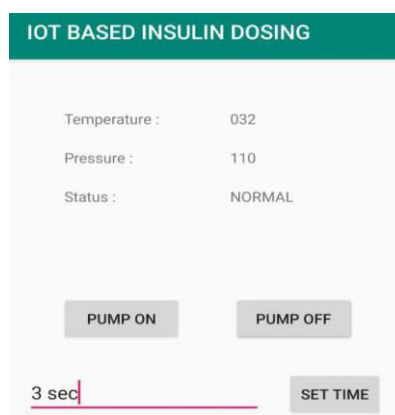 IOT BASED INSULIN DOSING
Temperature : 032
Pressure : 110
Status : NORMAL
PUMP ON PUMP OFF
3 sec SET TIME